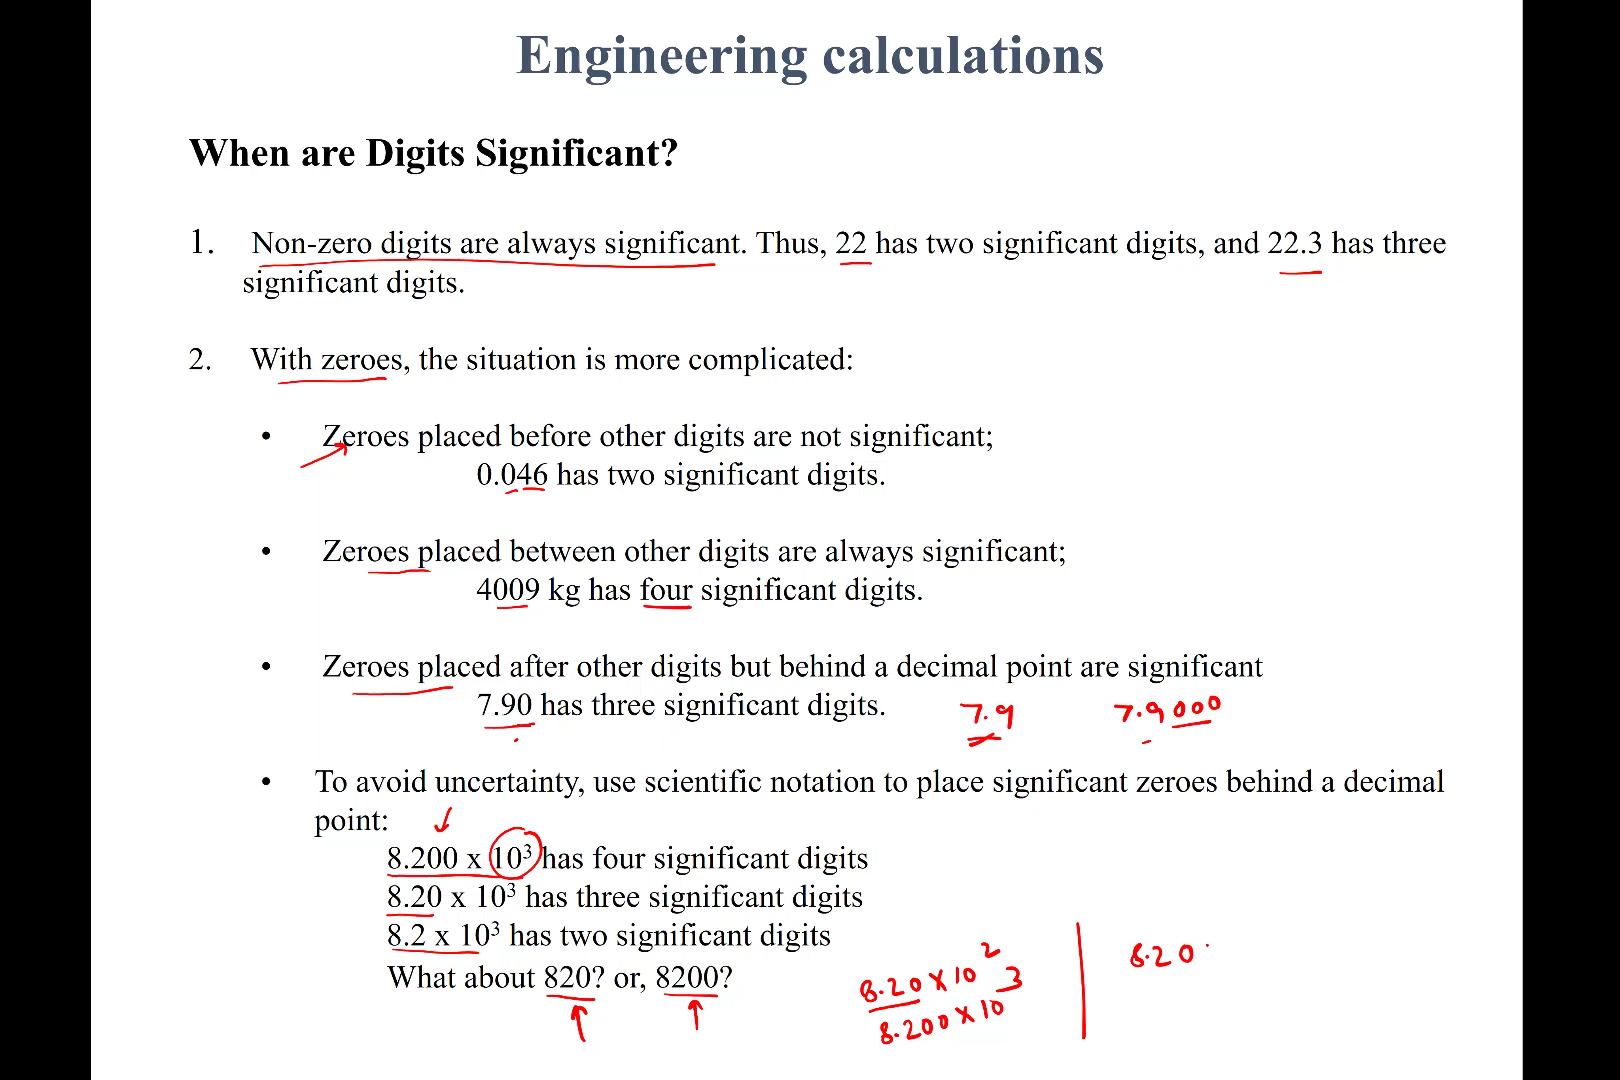 Engineering calculations
When are Digits Significant?
1. Non-zero digits are always significant. Thus, 22 has two significant digits, and 22.3 has three
significant digits.
2. With zeroes, the situation is more complicated:
• Zeroes placed before other digits are not significant;
0.046 has two significant digits.
• Zeroes placed between other digits are always significant;
4009 kg has four significant digits.
• Zeroes placed after other digits but behind a decimal point are significant
7.90 has three significant digits. 7.9 7.9000
• To avoid uncertainty, use scientific notation to place significant zeroes behind a decimal
point:
8.200 x 10³ has four significant digits
8.20 x 10³ has three significant digits
8.2 x 10³ has two significant digits
What about 820? or, 8200?
8.20 x 10²
8.200 x 10³
8.20